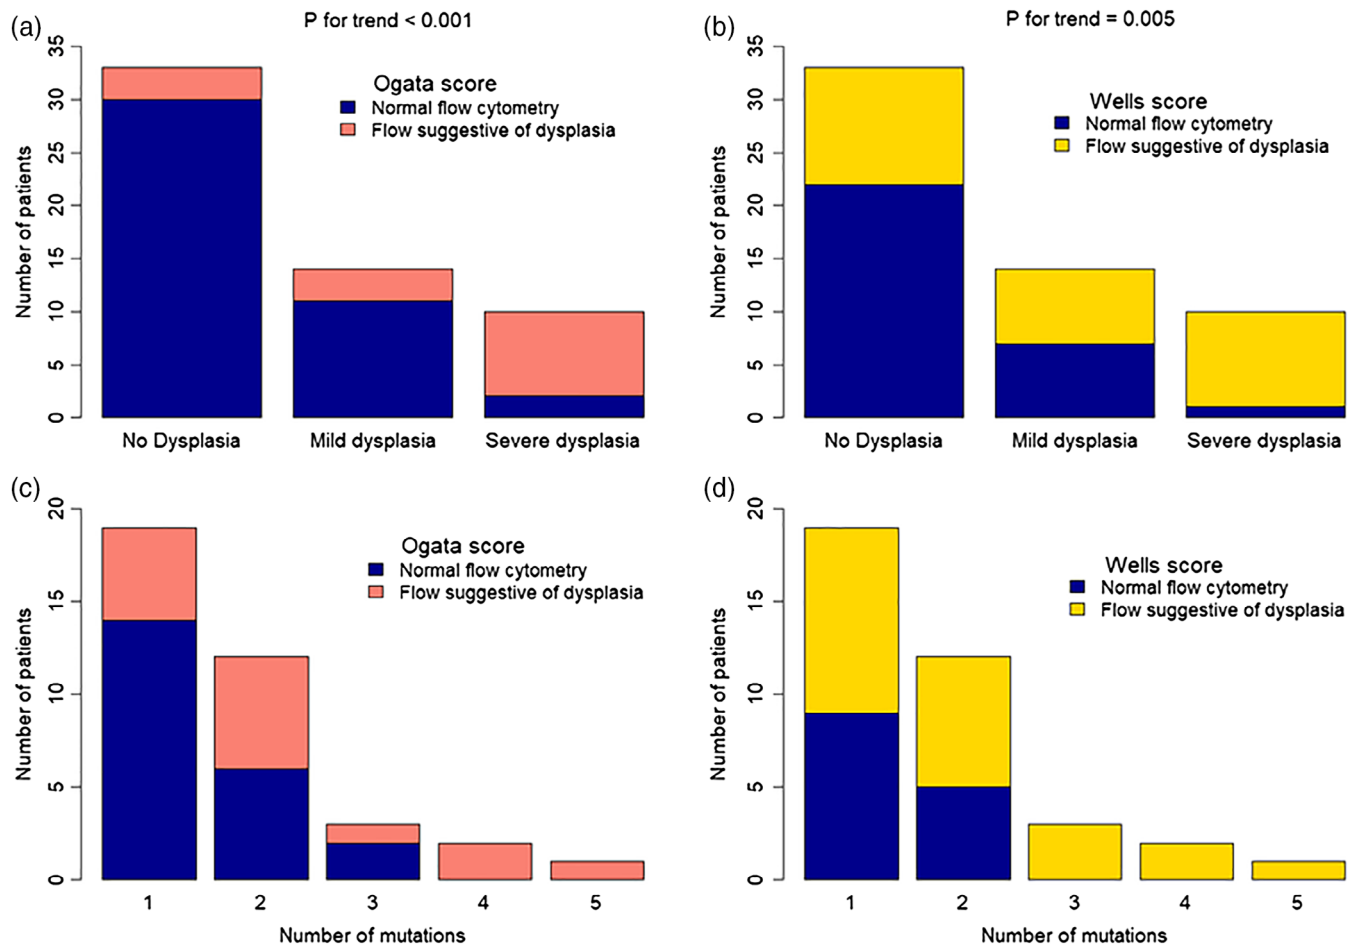 (a)
P for trend < 0.001
Ogata score
Normal flow cytometry
Flow suggestive of dysplasia
Number of patients
35
30
25
20
15
10
5
0
No Dysplasia
Mild dysplasia
Severe dysplasia
(b)
P for trend = 0.005
Wells score
Normal flow cytometry
Flow suggestive of dysplasia
Number of patients
35
30
25
20
15
10
5
0
No Dysplasia
Mild dysplasia
Severe dysplasia
(c)
Ogata score
Normal flow cytometry
Flow suggestive of dysplasia
Number of patients
20
15
10
5
0
1 2 3 4 5
Number of mutations
(d)
Wells score
Normal flow cytometry
Flow suggestive of dysplasia
Number of patients
20
15
10
5
0
1 2 3 4 5
Number of mutations